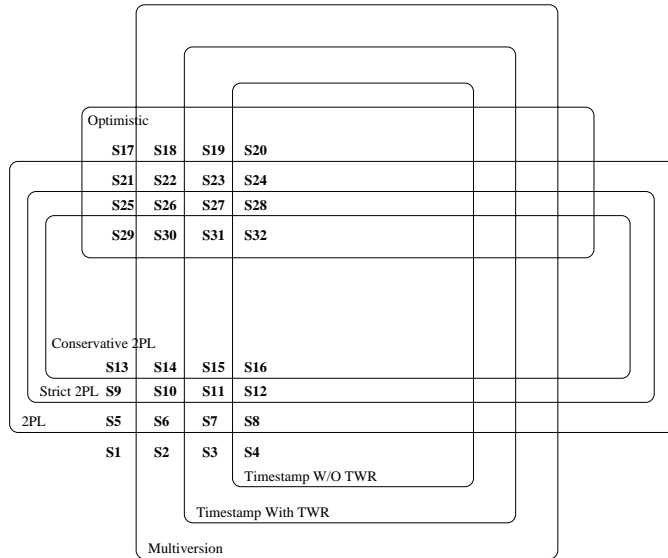 Optimistic
S17 S18 S19 S20
S21 S22 S23 S24
S25 S26 S27 S28
S29 S30 S31 S32
Conservative 2PL
S13 S14 S15 S16
Strict 2PL S9 S10 S11 S12
2PL S5 S6 S7 S8
S1 S2 S3 S4
Timestamp W/O TWR
Timestamp With TWR
Multiversion